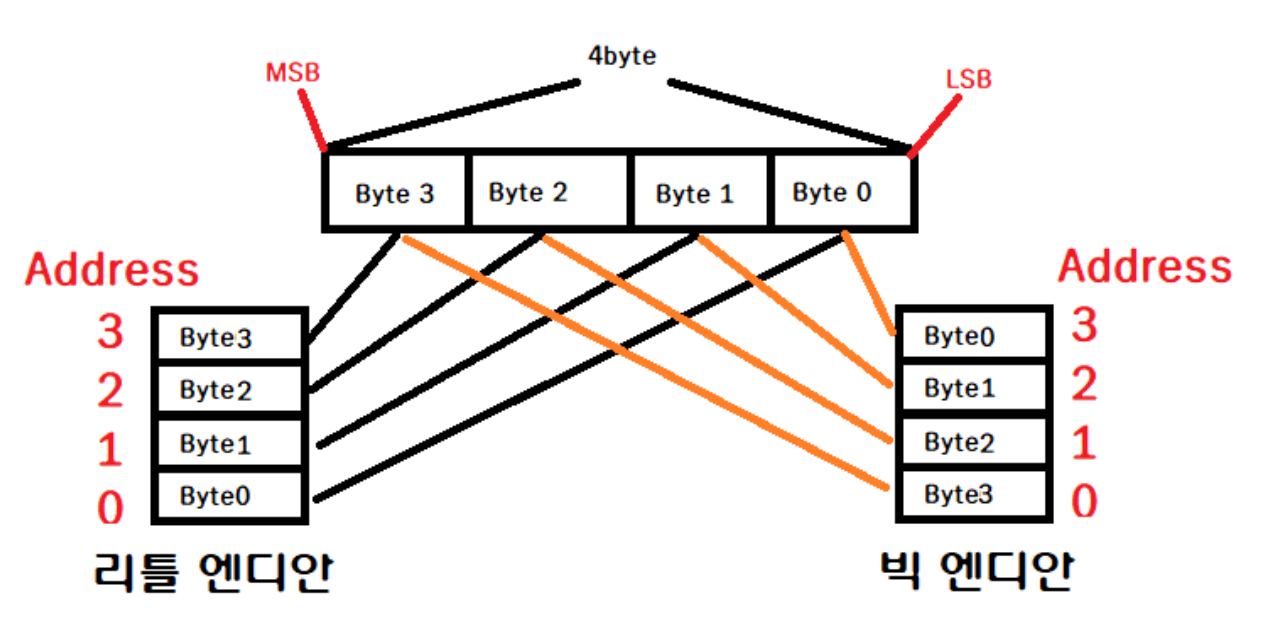 4byte
MSB
LSB
Byte 3 Byte 2 Byte 1 Byte 0
Address
3 Byte3
2 Byte2
1 Byte1
0 Byte0
리틀 엔디안
Address
Byte0 3
Byte1 2
Byte2 1
Byte3 0
빅 엔디안